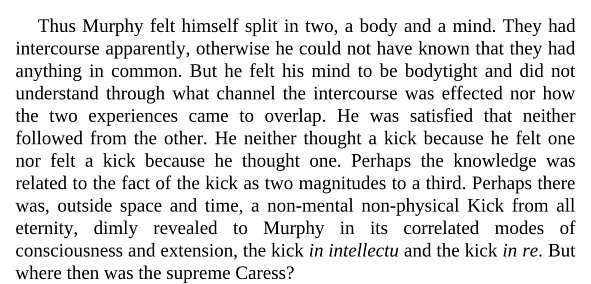 Thus Murphy felt himself split in two, a body and a mind. They had
intercourse apparently, otherwise he could not have known that they had
anything in common. But he felt his mind to be bodytight and did not
understand through what channel the intercourse was effected nor how
the two experiences came to overlap. He was satisfied that neither
followed from the other. He neither thought a kick because he felt one
nor felt a kick because he thought one. Perhaps the knowledge was
related to the fact of the kick as two magnitudes to a third. Perhaps there
was, outside space and time, a non-mental non-physical Kick from all
eternity, dimly revealed to Murphy in its correlated modes of
consciousness and extension, the kick in intellectu and the kick in re. But
where then was the supreme Caress?